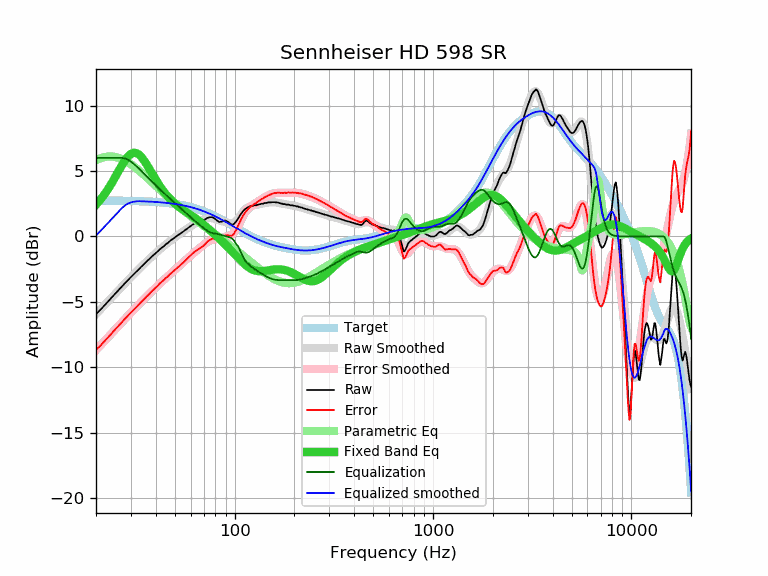 Sennheiser HD 598 SR
Amplitude (dBr)
10
5
0
−5
−10
−15
−20
Target
Raw Smoothed
Error Smoothed
Raw
Error
Parametric Eq
Fixed Band Eq
Equalization
Equalized smoothed
100
1000
10000
Frequency (Hz)